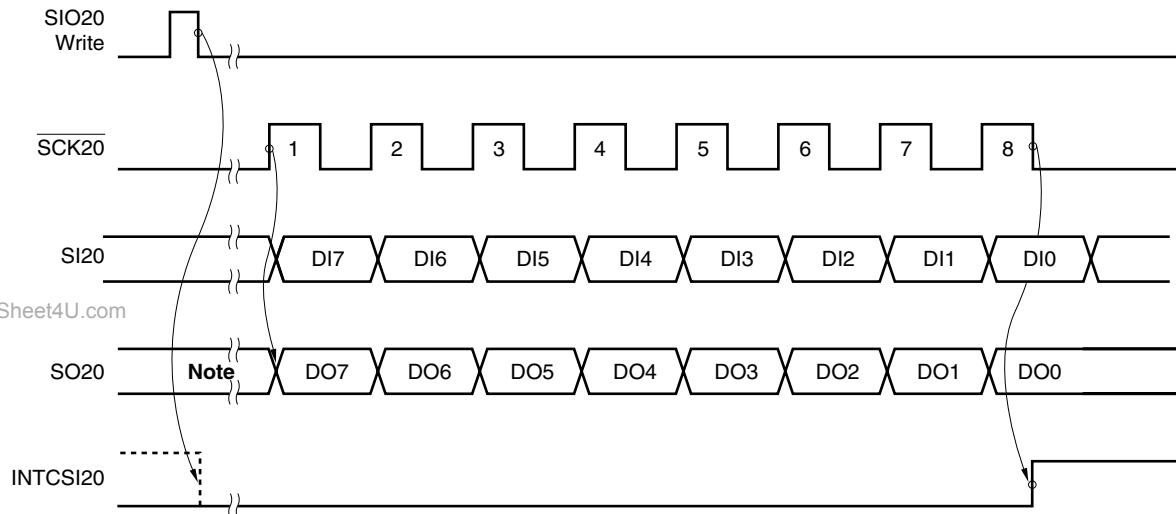 SIO20
Write
SCK20
1 2 3 4 5 6 7 8
SI20
DI7 DI6 DI5 DI4 DI3 DI2 DI1 DI0
Sheet4U.com
SO20
Note DO7 DO6 DO5 DO4 DO3 DO2 DO1 DO0
INTCSI20